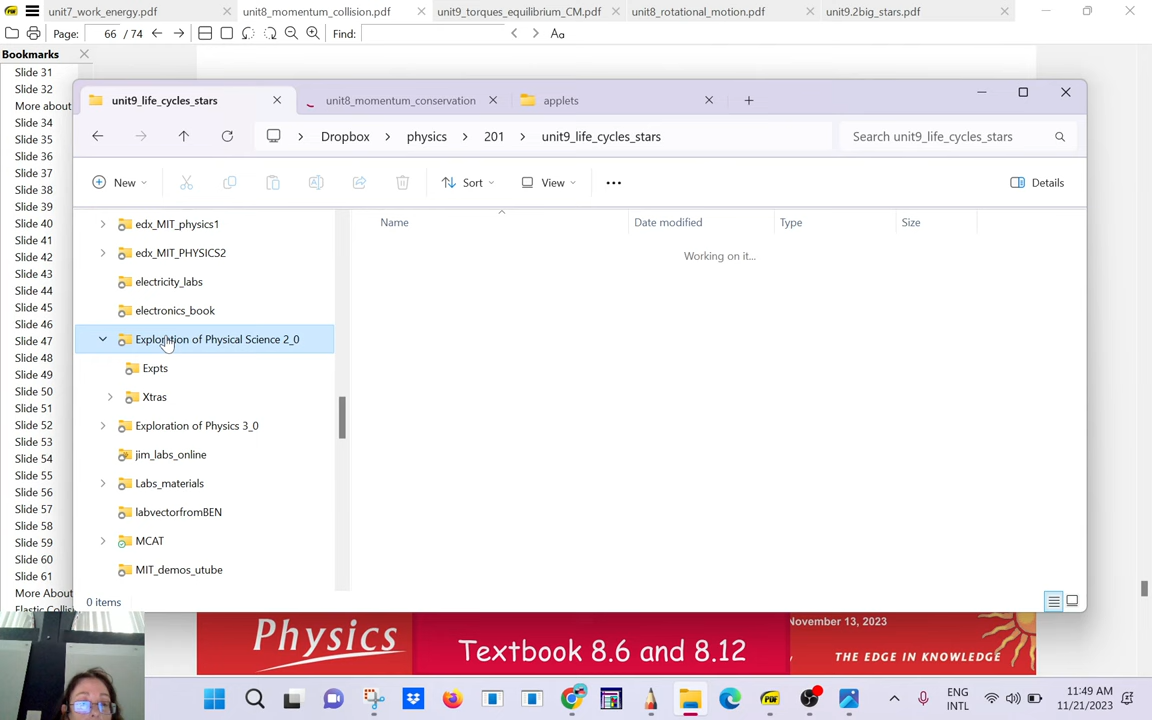 unit7_work_energy.pdf
unit8_momentum_collision.pdf
unit9_torques_equilibrium_CM.pdf
unit8_rotational_motion.pdf
unit9.2big_stars.pdf
Page: 66 / 74
Find:
Aa
Bookmarks
Slide 31
Slide 32
More about
Slide 34
Slide 35
Slide 36
Slide 37
Slide 38
Slide 39
Slide 40
Slide 41
Slide 42
Slide 43
Slide 44
Slide 45
Slide 46
Slide 47
Slide 48
Slide 49
Slide 50
Slide 51
Slide 52
Slide 53
Slide 54
Slide 55
Slide 56
Slide 57
Slide 58
Slide 59
Slide 60
Slide 61
More About
Elastic Collis
unit9_life_cycles_stars
unit8_momentum_conservation
applets
Dropbox > physics > 201 > unit9_life_cycles_stars
Search unit9_life_cycles_stars
New
Sort
View
Details
edx_MIT_physics1
edx_MIT_PHYSICS2
electricity_labs
electronics_book
Exploration of Physical Science 2_0
Expts
Xtras
Exploration of Physics 3_0
jim_labs_online
Labs_materials
labvectorfromBEN
MCAT
MIT_demos_utube
Name
Date modified
Type
Size
Working on it...
0 items
Physics
Textbook 8.6 and 8.12
November 13, 2023
THE EDGE IN KNOWLEDGE
ENG
INTL
11:49 AM
11/21/2023